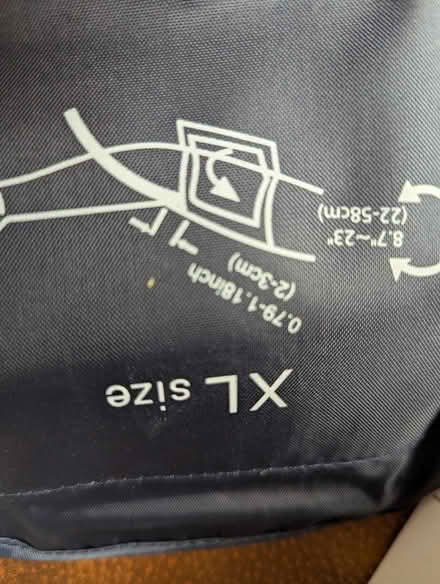 XL size
0.79-1.18inch
(2-3cm)
8.7"~23"
(22-58cm)